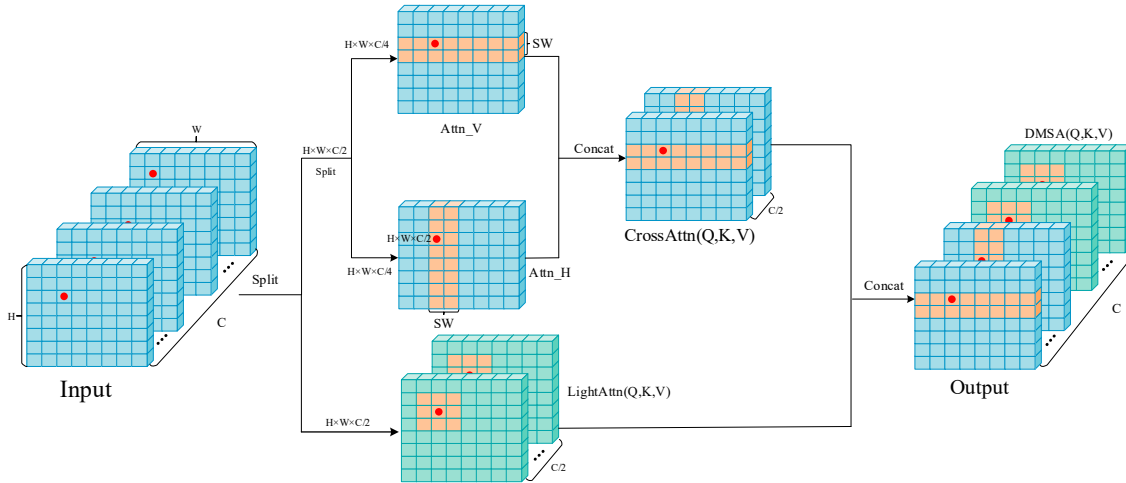 W
H
Input
C
Split
H×W×C/2
Split
H×W×C/4
SW
Attn_V
H×W×C/2
H×W×C/4
Attn_H
SW
Concat
C/2
CrossAttn(Q,K,V)
H×W×C/2
LightAttn(Q,K,V)
C/2
Concat
DMSA(Q,K,V)
C
Output